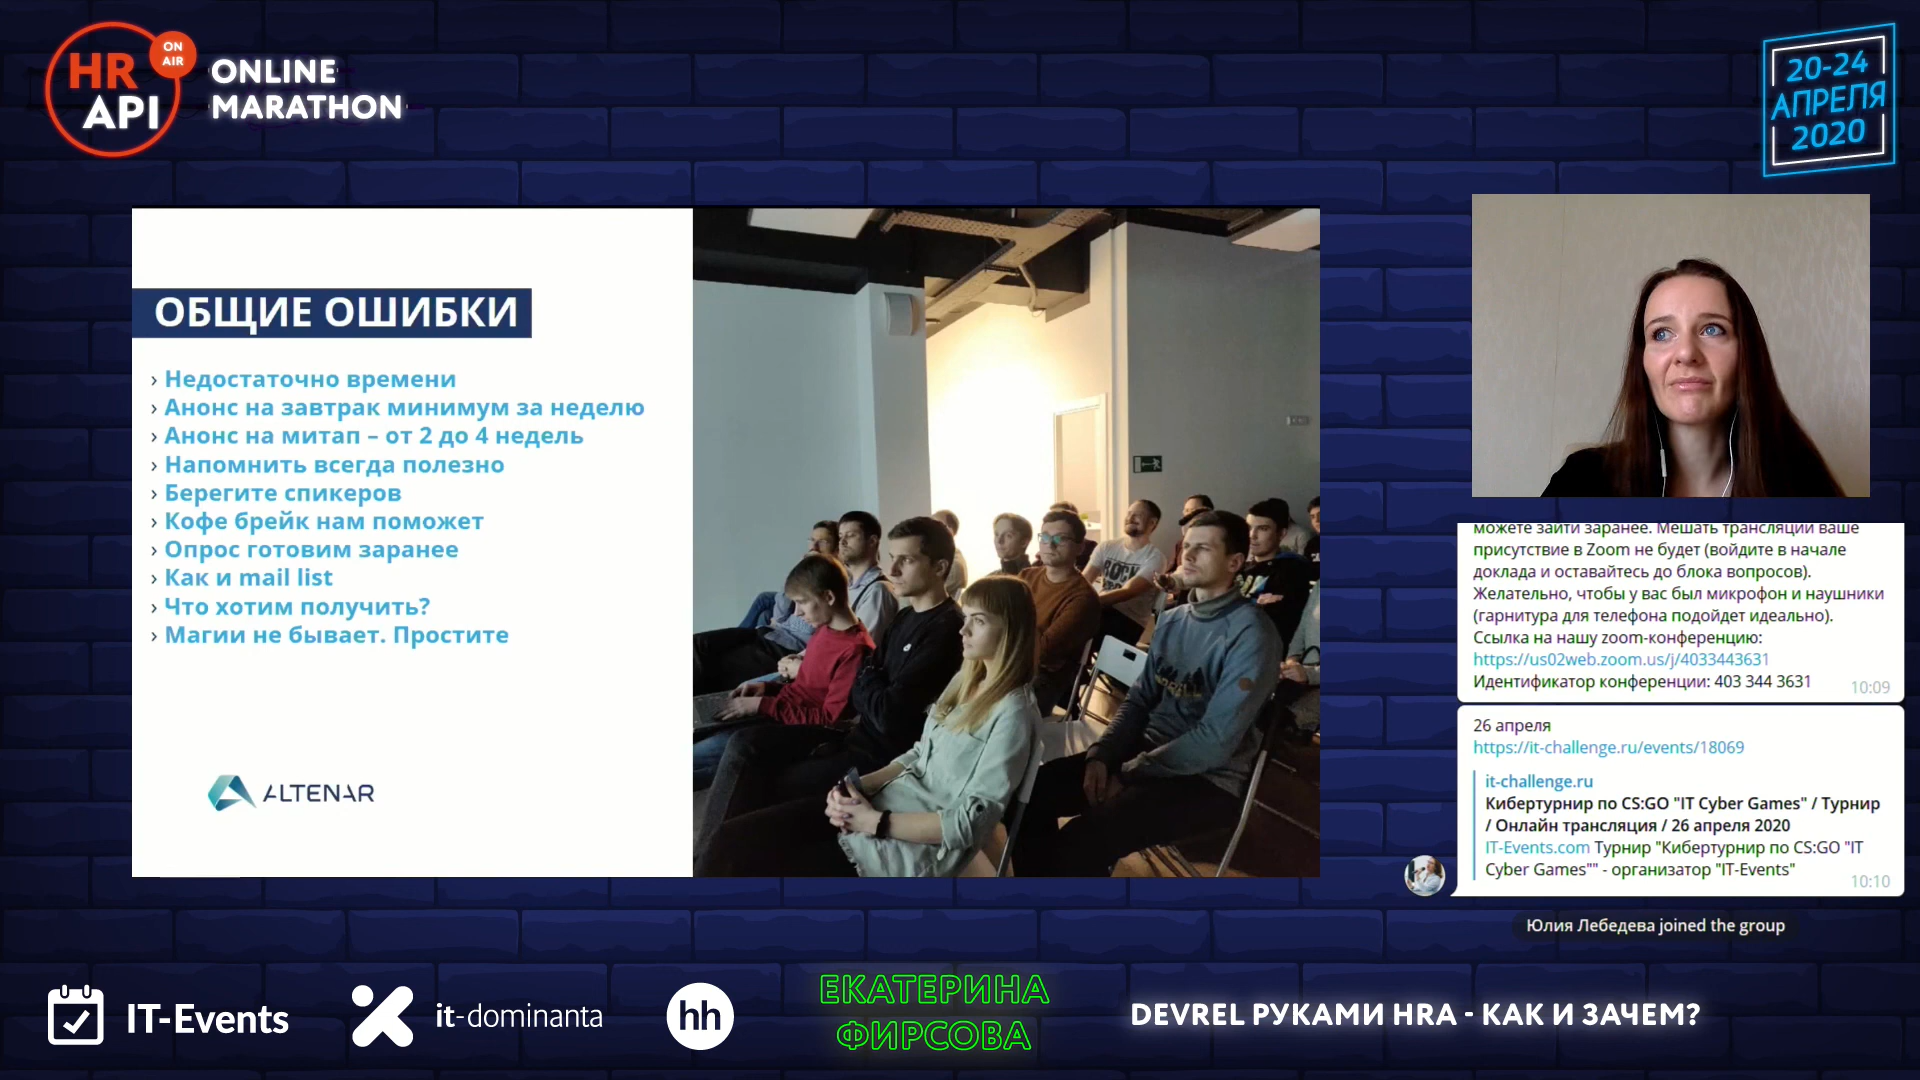 HR
API
ON
AIR
ONLINE
MARATHON
20-24
АПРЕЛЯ
2020
ОБЩИЕ ОШИБКИ
› Недостаточно времени
› Анонс на завтрак минимум за неделю
› Анонс на митап – от 2 до 4 недель
› Напомнить всегда полезно
› Берегите спикеров
› Кофе брейк нам поможет
› Опрос готовим заранее
› Как и mail list
› Что хотим получить?
› Магии не бывает. Простите
ALTENAR
ROCK
можете зайти заранее. Мешать трансляции ваше
присутствие в Zoom не будет (войдите в начале
доклада и оставайтесь до блока вопросов).
Желательно, чтобы у вас был микрофон и наушники
(гарнитура для телефона подойдет идеально).
Ссылка на нашу zoom-конференцию:
https://us02web.zoom.us/j/4033443631
Идентификатор конференции: 403 344 3631
10:09
26 апреля
https://it-challenge.ru/events/18069
it-challenge.ru
Кибертурнир по CS:GO "IT Cyber Games" / Турнир
/ Онлайн трансляция / 26 апреля 2020
IT-Events.com Турнир "Кибертурнир по CS:GO "IT
Cyber Games"" - организатор "IT-Events"
10:10
Юлия Лебедева joined the group
IT-Events
it-dominanta
hh
ЕКАТЕРИНА
ФИРСОВА
DEVREL РУКАМИ HRA - КАК И ЗАЧЕМ?